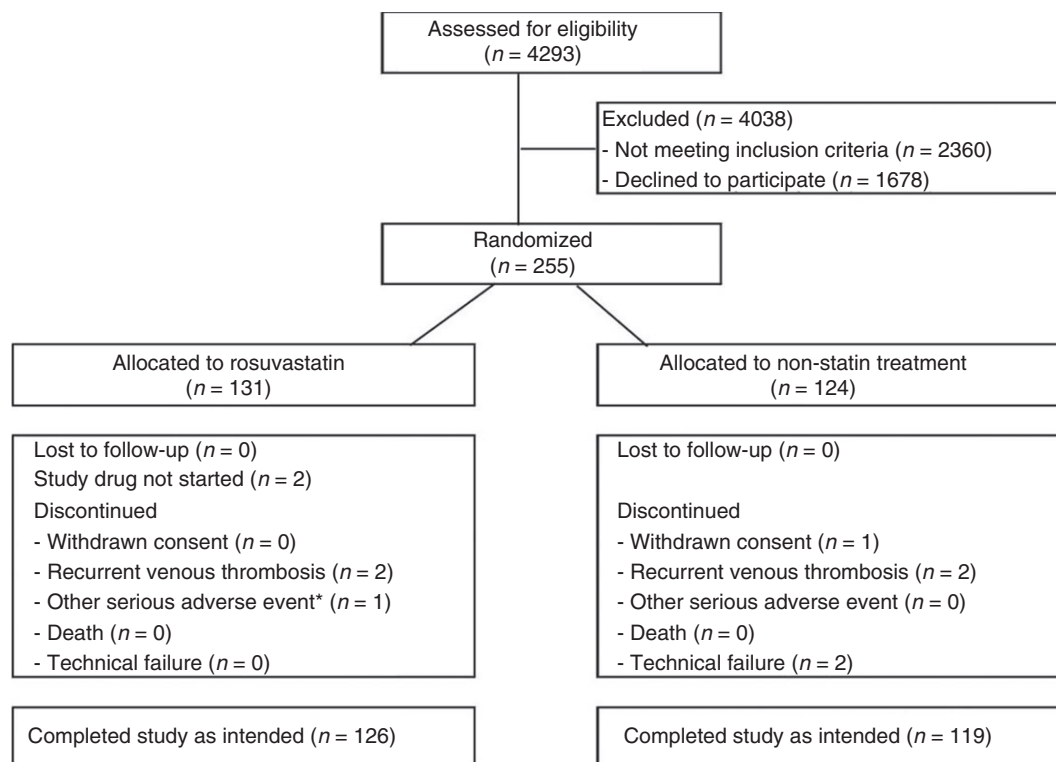 Assessed for eligibility
(n = 4293)
Excluded (n = 4038)
- Not meeting inclusion criteria (n = 2360)
- Declined to participate (n = 1678)
Randomized
(n = 255)
Allocated to rosuvastatin
(n = 131)
Allocated to non-statin treatment
(n = 124)
Lost to follow-up (n = 0)
Study drug not started (n = 2)
Discontinued
- Withdrawn consent (n = 0)
- Recurrent venous thrombosis (n = 2)
- Other serious adverse event* (n = 1)
- Death (n = 0)
- Technical failure (n = 0)
Lost to follow-up (n = 0)
Discontinued
- Withdrawn consent (n = 1)
- Recurrent venous thrombosis (n = 2)
- Other serious adverse event (n = 0)
- Death (n = 0)
- Technical failure (n = 2)
Completed study as intended (n = 126)
Completed study as intended (n = 119)